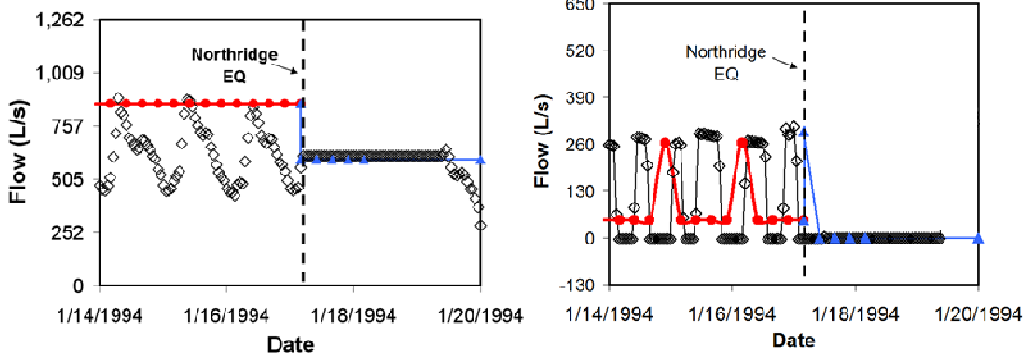 1,262
1,009
757
505
252
0
Flow (L/s)
Northridge
EQ
1/14/1994 1/16/1994 1/18/1994 1/20/1994
Date
650
520
390
260
130
0
-130
Flow (L/s)
Northridge
EQ
1/14/1994 1/16/1994 1/18/1994 1/20/1994
Date